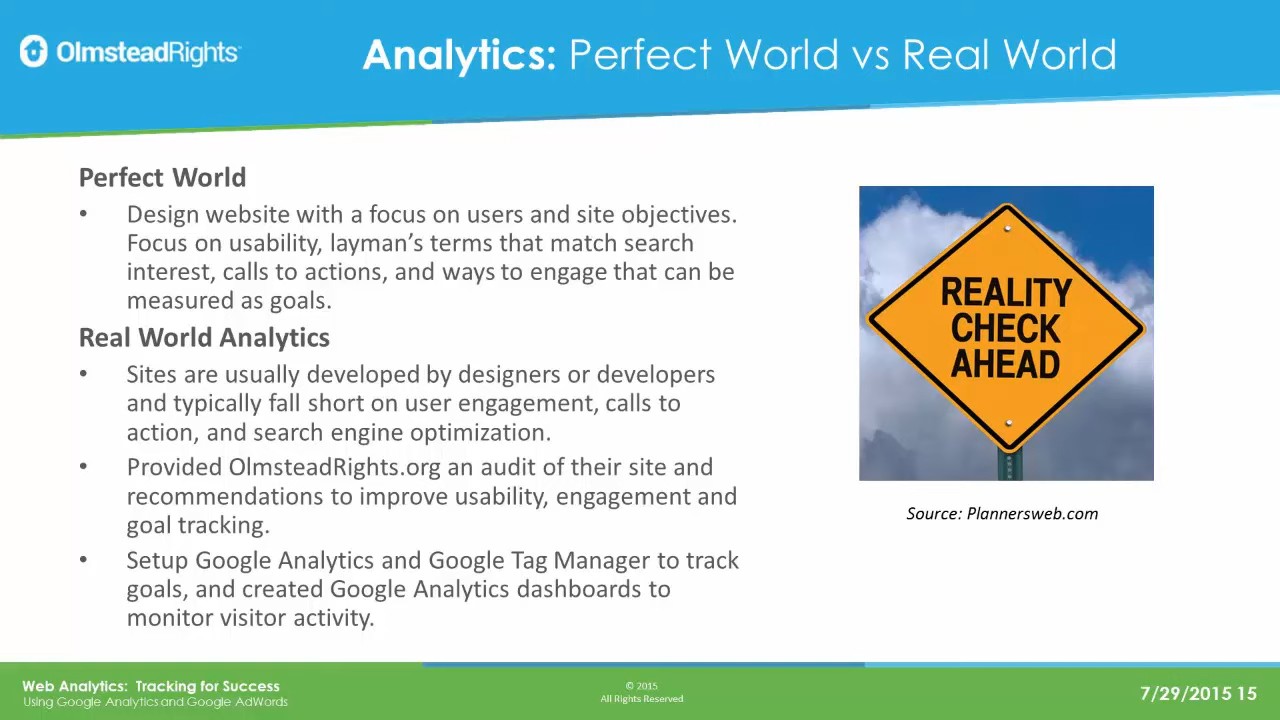 OlmsteadRights
Analytics: Perfect World vs Real World
Perfect World
• Design website with a focus on users and site objectives.
Focus on usability, layman's terms that match search
interest, calls to actions, and ways to engage that can be
measured as goals.
Real World Analytics
• Sites are usually developed by designers or developers
and typically fall short on user engagement, calls to
action, and search engine optimization.
• Provided OlmsteadRights.org an audit of their site and
recommendations to improve usability, engagement and
goal tracking.
• Setup Google Analytics and Google Tag Manager to track
goals, and created Google Analytics dashboards to
monitor visitor activity.
REALITY
CHECK
AHEAD
Source: Plannersweb.com
Web Analytics: Tracking for Success
Using Google Analytics and Google AdWords
© 2015
All Rights Reserved
7/29/2015 15